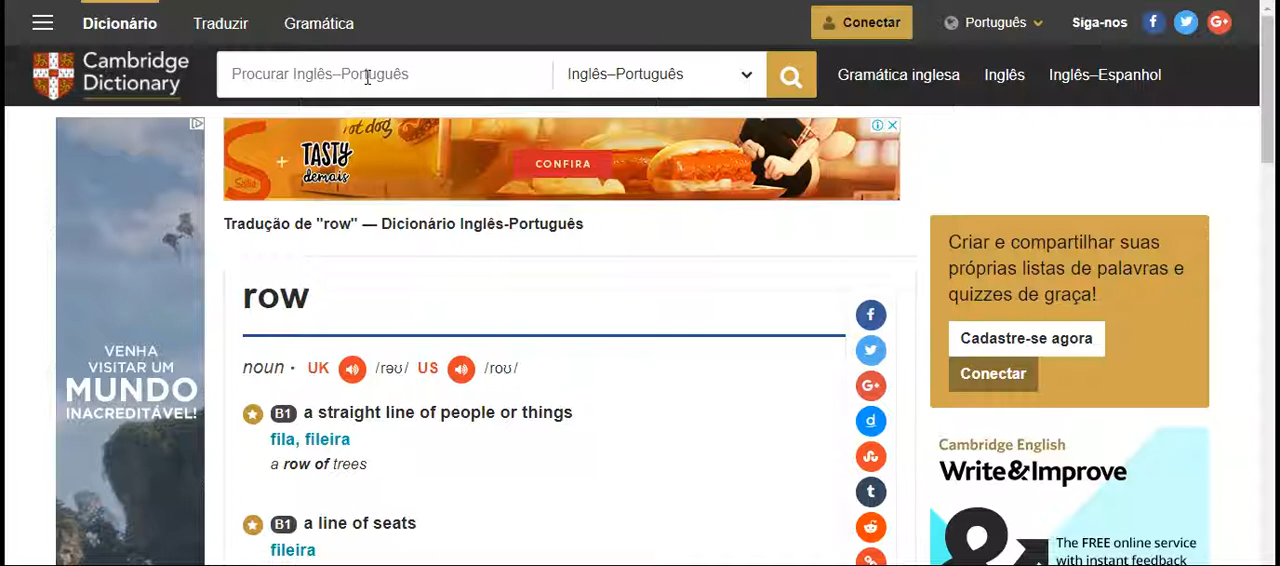 Dicionário Traduzir Gramática Conectar Português Siga-nos
Cambridge
Dictionary
Procurar Inglês–Português Inglês–Português Gramática inglesa Inglês Inglês–Espanhol
hot dog
TASTY
demais
CONFIRA
Tradução de "row" — Dicionário Inglês-Português
row
noun · UK /rəʊ/ US /roʊ/
B1 a straight line of people or things
fila, fileira
a row of trees
B1 a line of seats
fileira
VENHA
VISITAR UM
MUNDO
INACREDITÁVEL!
Criar e compartilhar suas
próprias listas de palavras e
quizzes de graça!
Cadastre-se agora
Conectar
Cambridge English
Write&Improve
&
The FREE online service
with instant feedback